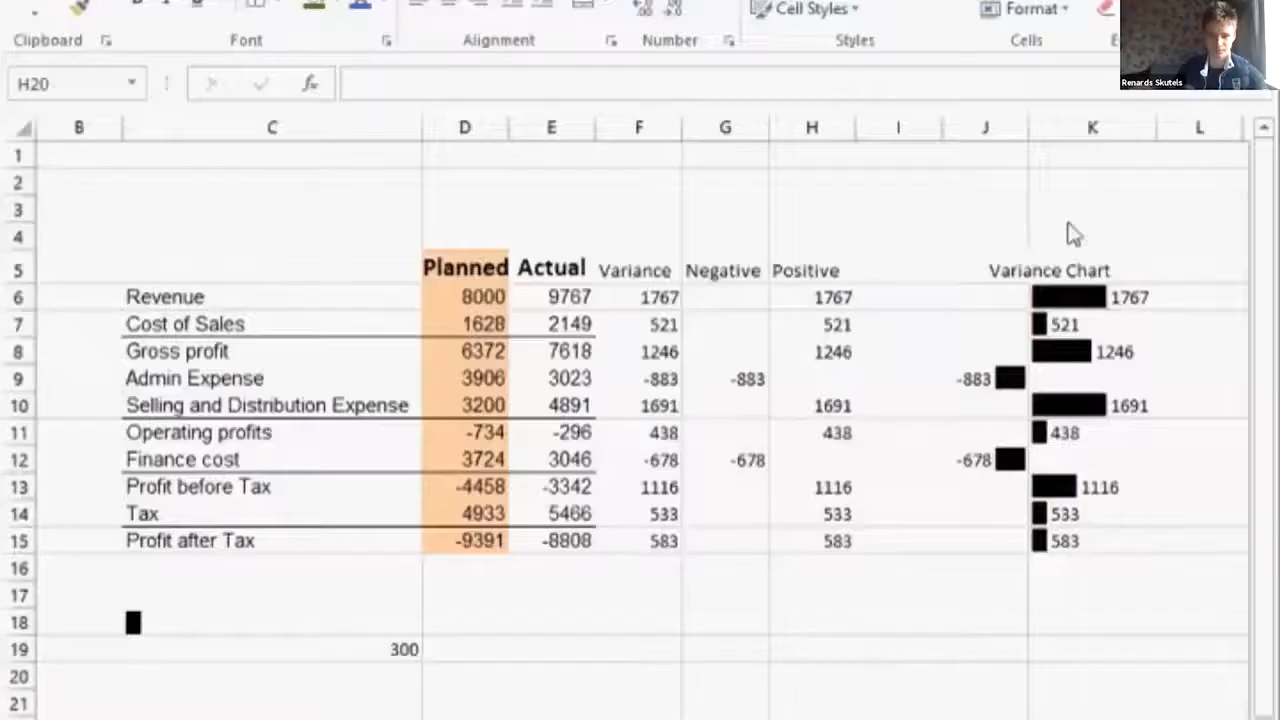 Cell Styles Format
Clipboard Font Alignment Number Styles Cells E
Renards Skutels
H20 fx
B C D E F G H I J K L
1
2
3
4
5 Planned Actual Variance Negative Positive Variance Chart
6 Revenue 8000 9767 1767 1767 1767
7 Cost of Sales 1628 2149 521 521 521
8 Gross profit 6372 7618 1246 1246 1246
9 Admin Expense 3906 3023 -883 -883 -883
10 Selling and Distribution Expense 3200 4891 1691 1691 1691
11 Operating profits -734 -296 438 438 438
12 Finance cost 3724 3046 -678 -678 -678
13 Profit before Tax -4458 -3342 1116 1116 1116
14 Tax 4933 5466 533 533 533
15 Profit after Tax -9391 -8808 583 583 583
16
17
18
19 300
20
21